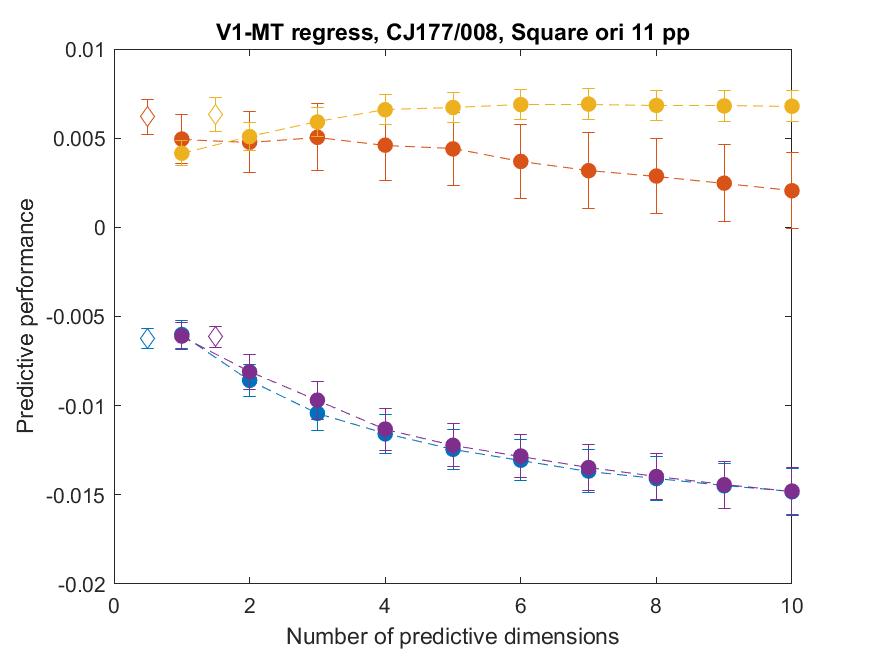 V1-MT regress, CJ177/008, Square ori 11 pp
0.01
0.005
0
-0.005
-0.01
-0.015
-0.02
Predictive performance
0 2 4 6 8 10
Number of predictive dimensions